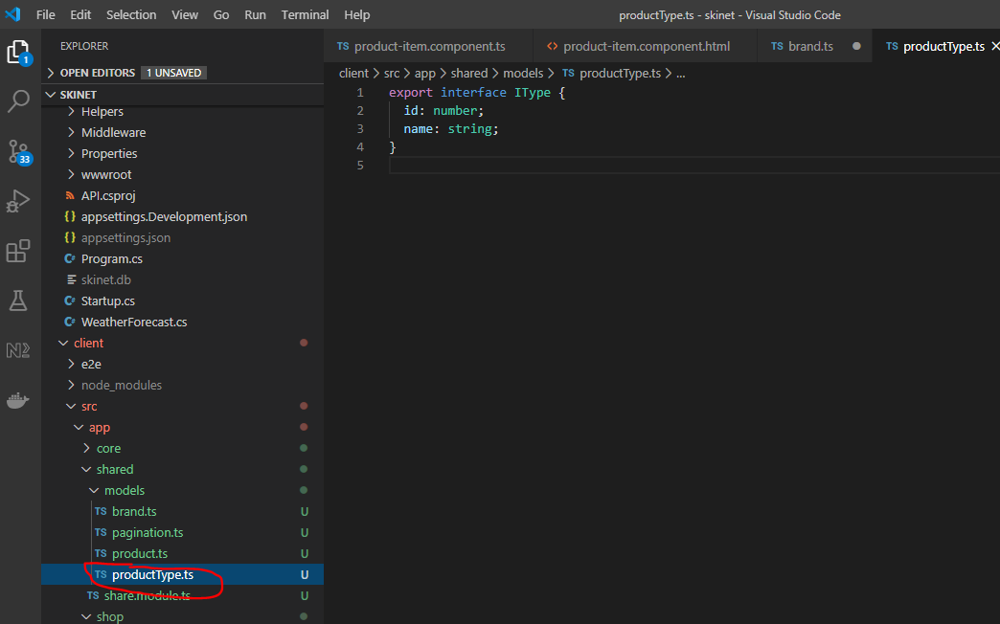 File Edit Selection View Go Run Terminal Help productType.ts - skinet - Visual Studio Code
EXPLORER
OPEN EDITORS 1 UNSAVED
SKINET
Helpers
Middleware
Properties
wwwroot
API.csproj
{} appsettings.Development.json
{} appsettings.json
C# Program.cs
skinet.db
C# Startup.cs
C# WeatherForecast.cs
client
e2e
node_modules
src
app
core
shared
models
TS brand.ts U
TS pagination.ts U
TS product.ts U
TS productType.ts U
TS share.module.ts U
shop
1
33
TS product-item.component.ts <> product-item.component.html TS brand.ts TS productType.ts
client > src > app > shared > models > TS productType.ts > ...
1 export interface IType {
2 id: number;
3 name: string;
4 }
5